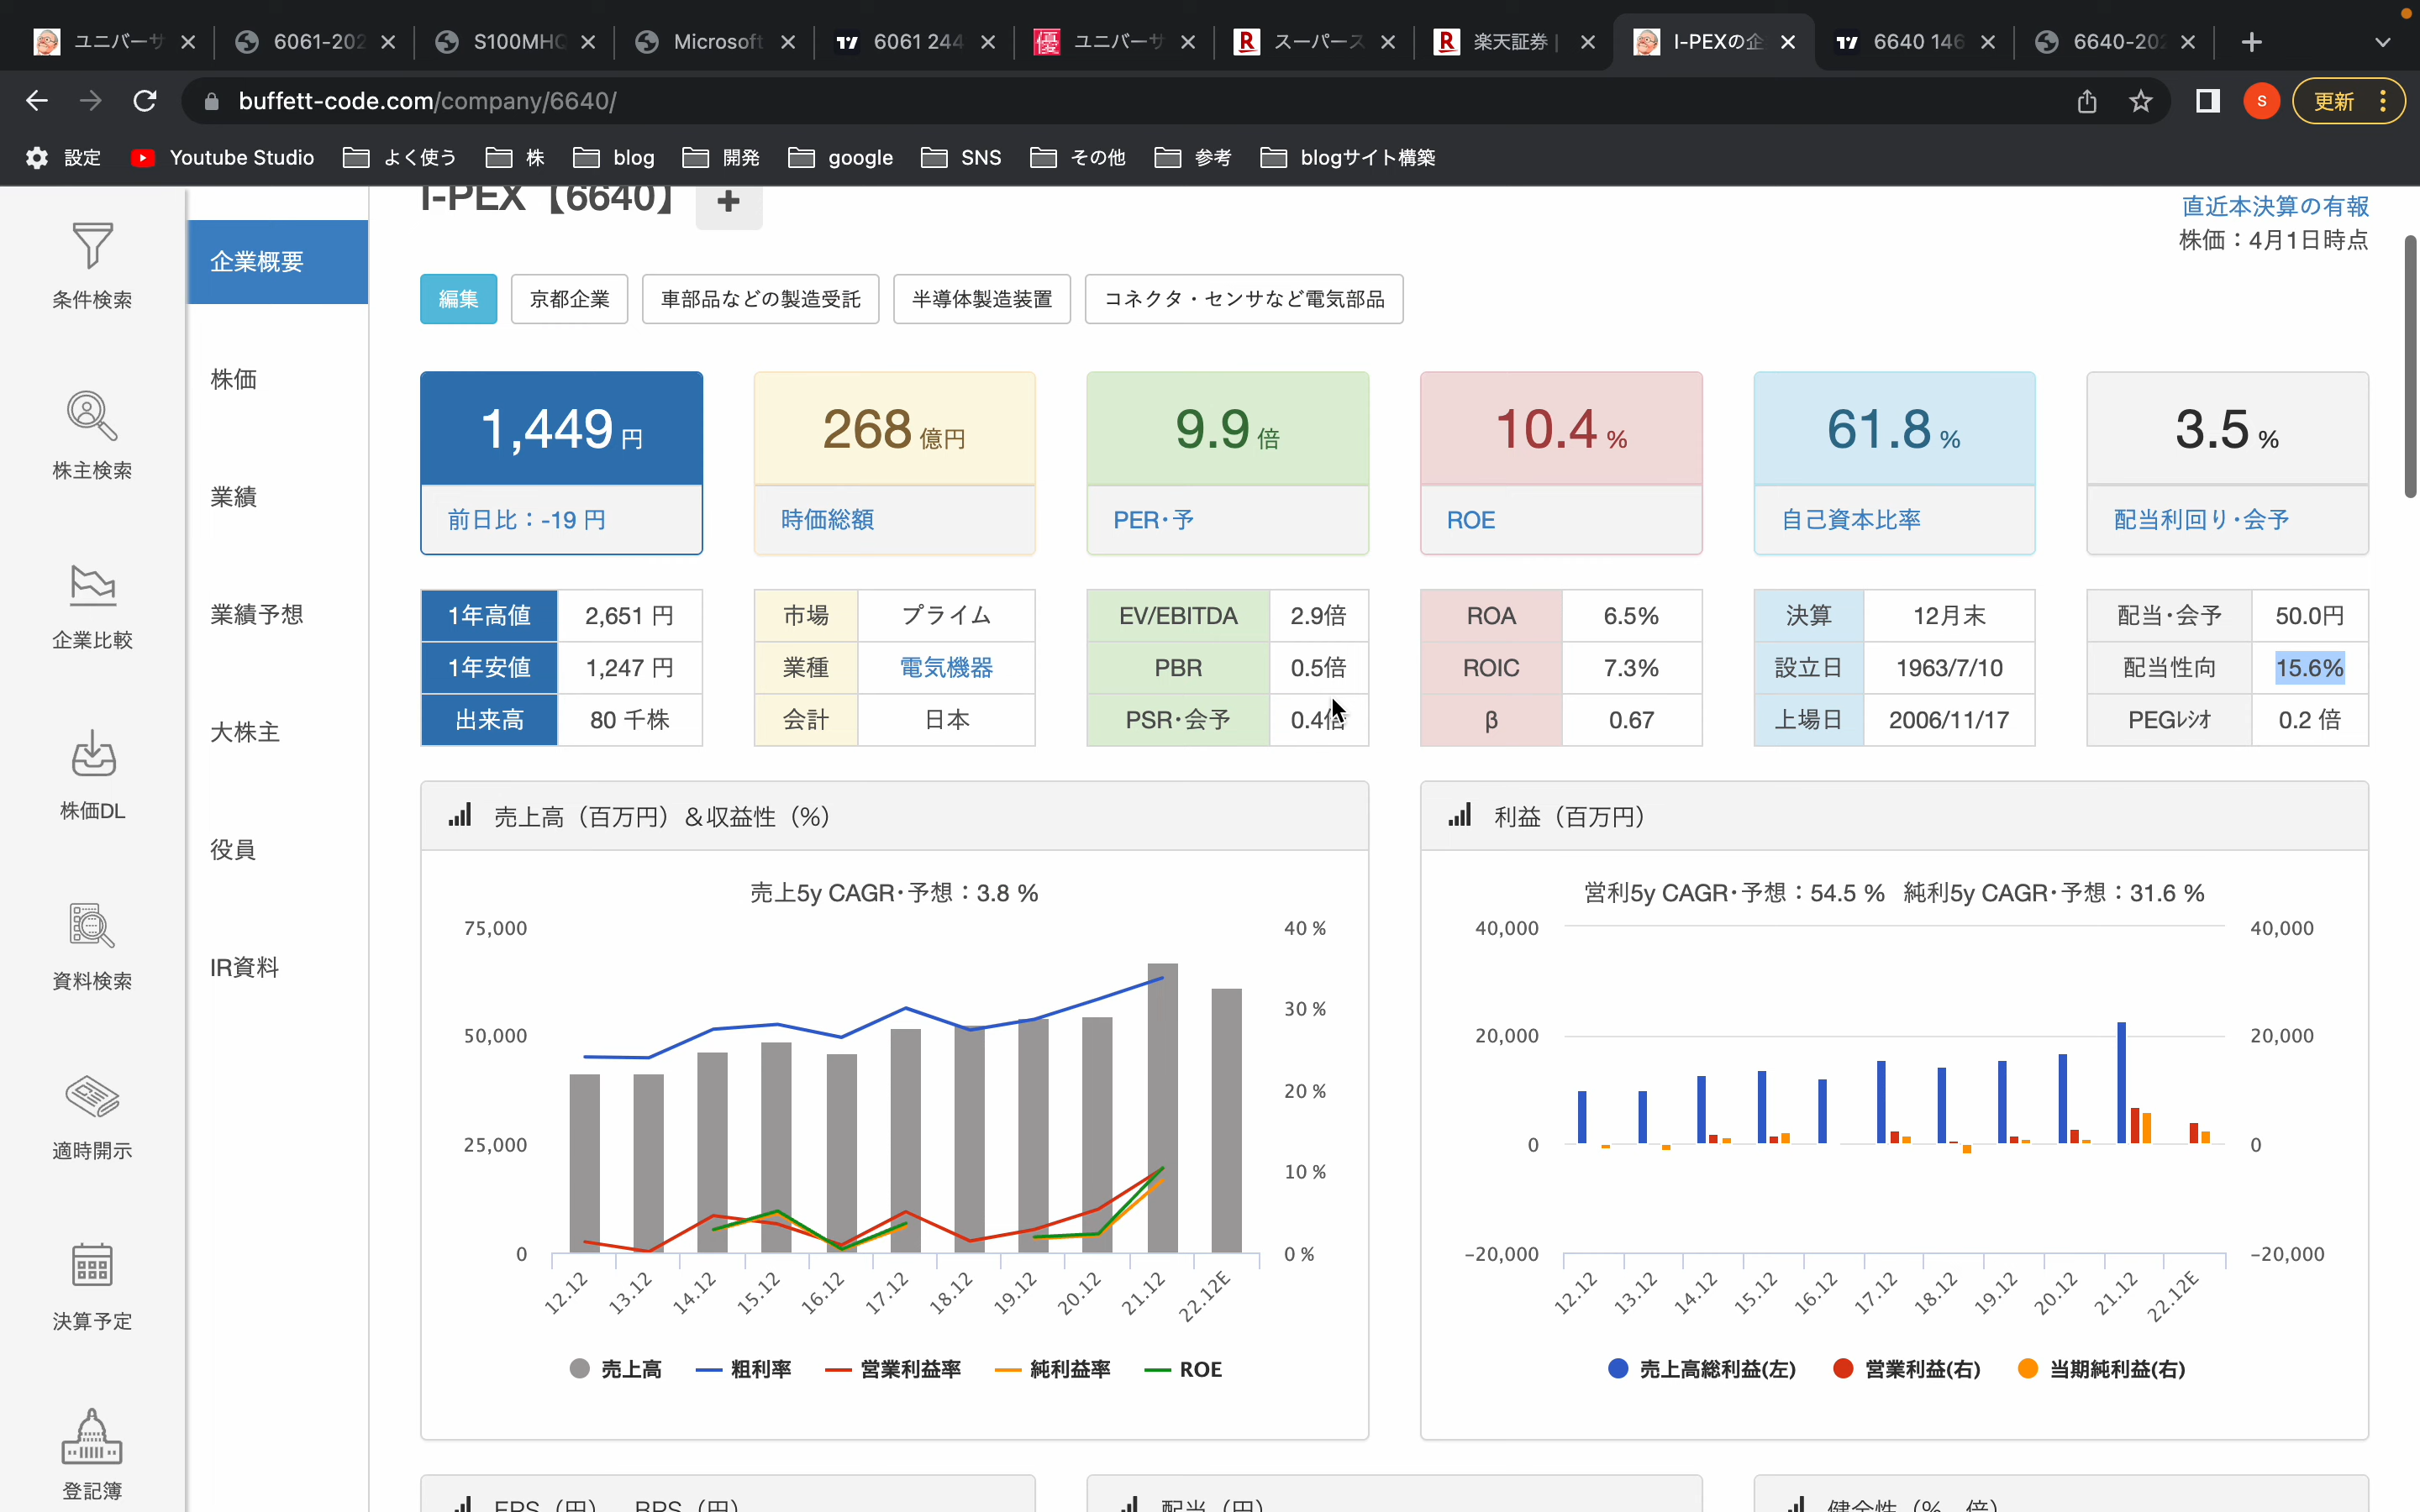 ユニバーサ
6061-202
S100MHC
Microsoft
6061 244
ユニバーサ
スーパース
楽天証券 |
I-PEXの企
6640 146
6640-202
buffett-code.com/company/6640/
S
更新
設定
Youtube Studio
よく使う
株
blog
開発
google
SNS
その他
参考
blogサイト構築
I-PEX【6640】
+
直近本決算の有報
株価：4月1日時点
条件検索
株主検索
企業比較
株価DL
資料検索
適時開示
決算予定
登記簿
企業概要
株価
業績
業績予想
大株主
役員
IR資料
編集
京都企業
車部品などの製造受託
半導体製造装置
コネクタ・センサなど電気部品
1,449 円
前日比：-19 円
268 億円
時価総額
9.9 倍
PER･予
10.4 %
ROE
61.8 %
自己資本比率
3.5 %
配当利回り･会予
1年高値 2,651 円
1年安値 1,247 円
出来高 80 千株
市場 プライム
業種 電気機器
会計 日本
EV/EBITDA 2.9倍
PBR 0.5倍
PSR･会予 0.4倍
ROA 6.5%
ROIC 7.3%
β 0.67
決算 12月末
設立日 1963/7/10
上場日 2006/11/17
配当･会予 50.0円
配当性向 15.6%
PEGﾚｼｵ 0.2 倍
売上高（百万円）＆収益性（%）
売上5y CAGR･予想：3.8 %
75,000
50,000
25,000
0
40 %
30 %
20 %
10 %
0 %
12.12
13.12
14.12
15.12
16.12
17.12
18.12
19.12
20.12
21.12
22.12E
売上高 粗利率 営業利益率 純利益率 ROE
利益（百万円）
営利5y CAGR･予想：54.5 % 純利5y CAGR･予想：31.6 %
40,000
20,000
0
-20,000
40,000
20,000
0
-20,000
12.12
13.12
14.12
15.12
16.12
17.12
18.12
19.12
20.12
21.12
22.12E
売上高総利益(左) 営業利益(右) 当期純利益(右)
EPS（円）、BPS（円）
配当（円）
健全性（%、倍）